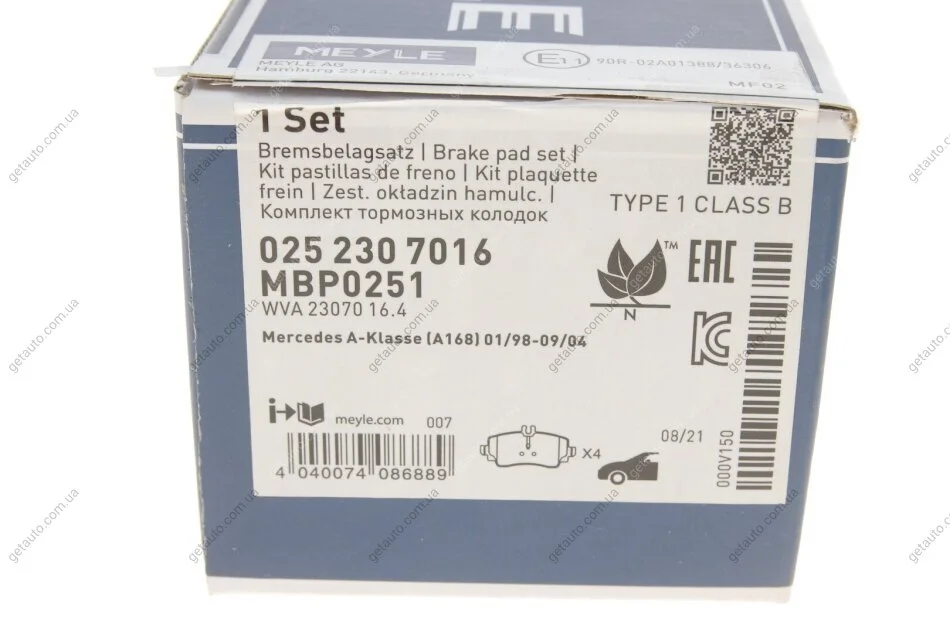 MEYLE
MEYLE AG
Hamburg 22143, Germany
E11
90R-02A01388/36306
MF02
1 Set
Bremsbelagsatz | Brake pad set |
Kit pastillas de freno | Kit plaquette
frein | Zest. okładzin hamulc. |
Комплект тормозных колодок
TYPE 1 CLASS B
025 230 7016
MBP0251
WVA 23070 16.4
Mercedes A-Klasse (A168) 01/98-09/04
TM
N
EAC
KC
i
meyle.com
007
4 040074 086889
X4
08/21
000V150
getauto.com.ua